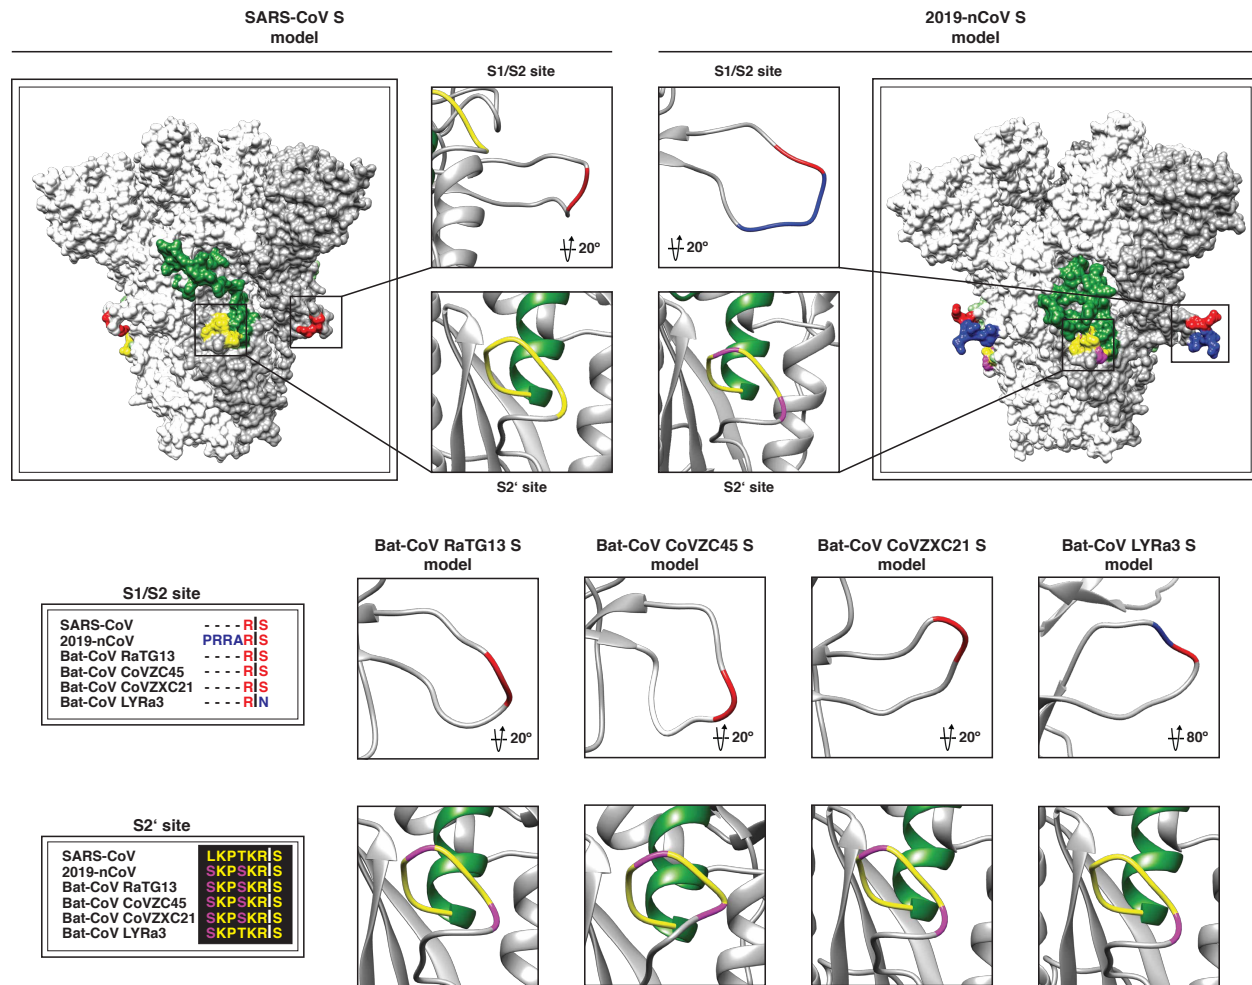 SARS-CoV S
model
2019-nCoV S
model
S1/S2 site
S1/S2 site
20°
20°
S2‘ site
S2‘ site
Bat-CoV RaTG13 S
model
Bat-CoV CoVZC45 S
model
Bat-CoV CoVZXC21 S
model
Bat-CoV LYRa3 S
model
S1/S2 site
SARS-CoV - - - - R|S
2019-nCoV PRRAR|S
Bat-CoV RaTG13 - - - - R|S
Bat-CoV CoVZC45 - - - - R|S
Bat-CoV CoVZXC21 - - - - R|S
Bat-CoV LYRa3 - - - - R|N
20°
20°
20°
80°
S2‘ site
SARS-CoV LKPTKR|S
2019-nCoV SKPSKR|S
Bat-CoV RaTG13 SKPSKR|S
Bat-CoV CoVZC45 SKPSKR|S
Bat-CoV CoVZXC21 SKPSKR|S
Bat-CoV LYRa3 SKPTKR|S